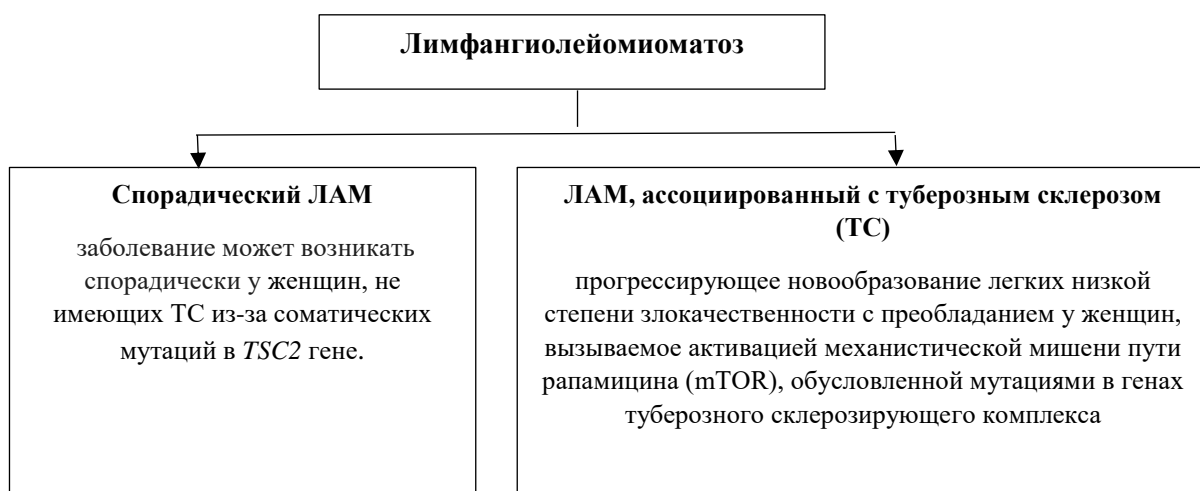 Лимфангиолейомиоматоз
Спорадический ЛАМ
заболевание может возникать
спорадически у женщин, не
имеющих ТС из-за соматических
мутаций в TSC2 гене.
ЛАМ, ассоциированный с туберозным склерозом
(ТС)
прогрессирующее новообразование легких низкой
степени злокачественности с преобладанием у женщин,
вызываемое активацией механистической мишени пути
рапамицина (mTOR), обусловленной мутациями в генах
туберозного склерозирующего комплекса